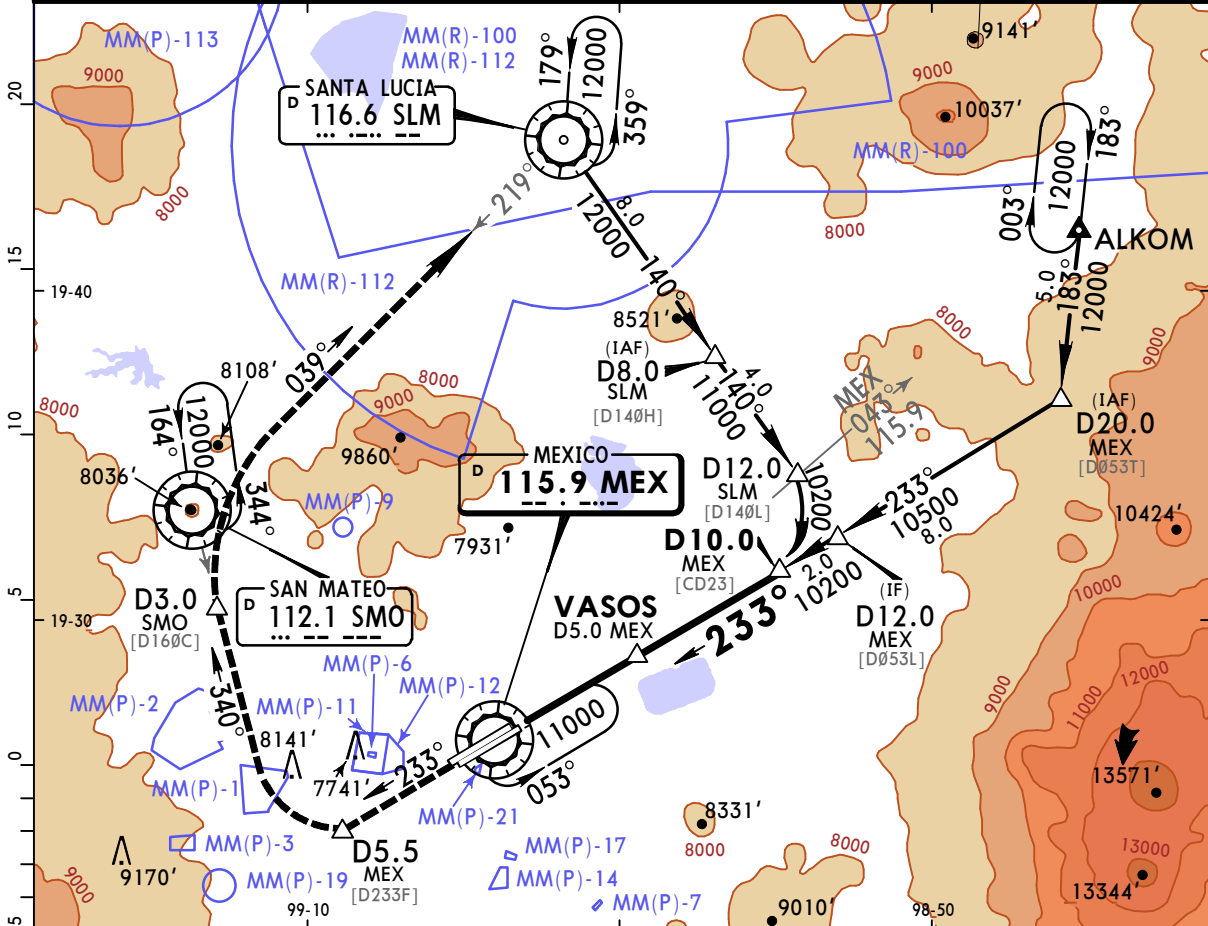 MM(P)-113
MM(R)-100
MM(R)-112
9141'
9000
9000
179°
12000
359°
20
SANTA LUCIA
D 116.6 SLM
10037'
MM(R)-100
183°
12000
003°
8000
8000
219°
8.0
12000
ALKOM
15
19-40
MM(R)-112
140°
5.0
183°
12000
8521'
(IAF)
D8.0
SLM
[D140H]
8000
9000
4.0
140°
11000
039°
8108'
8000
9000
8000
MEX
043°
115.9
(IAF)
D20.0
MEX
[D053T]
10
164°
12000
344°
9860'
8036'
MEXICO
D 115.9 MEX
D12.0
SLM
[D140L]
10200
233°
10500
8.0
MM(P)-9
7931'
10424'
D10.0
MEX
[CD23]
2.0
10200
10000
5
19-30
D3.0
SMO
[D160C]
SAN MATEO
D 112.1 SMO
VASOS
D5.0 MEX
233°
(IF)
D12.0
MEX
[D053L]
MM(P)-6
MM(P)-12
MM(P)-2
MM(P)-11
340°
9000
11000
12000
11000
0
8141'
7741'
233°
053°
13571'
MM(P)-1
MM(P)-21
8331'
8000
8000
MM(P)-3
D5.5
MEX
[D233F]
MM(P)-17
13000
9170'
9000
MM(P)-19
MM(P)-14
13344'
MM(P)-7
5
99-10
9010'
98-50